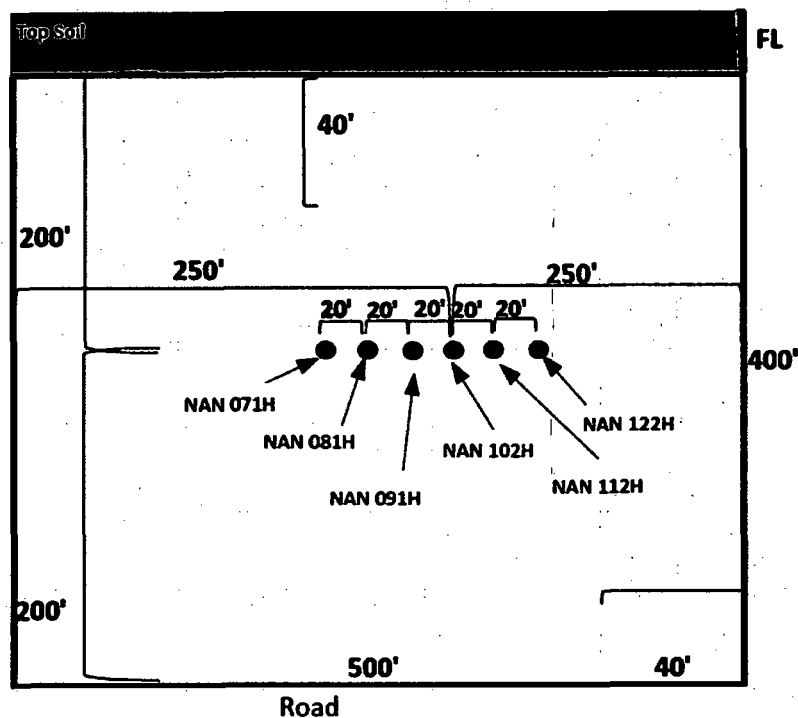 Top Soil
FL
40'
200'
250'
250'
20' 20' 20' 20' 20'
400'
NAN 071H
NAN 081H
NAN 091H
NAN 102H
NAN 112H
NAN 122H
200'
500'
40'
Road